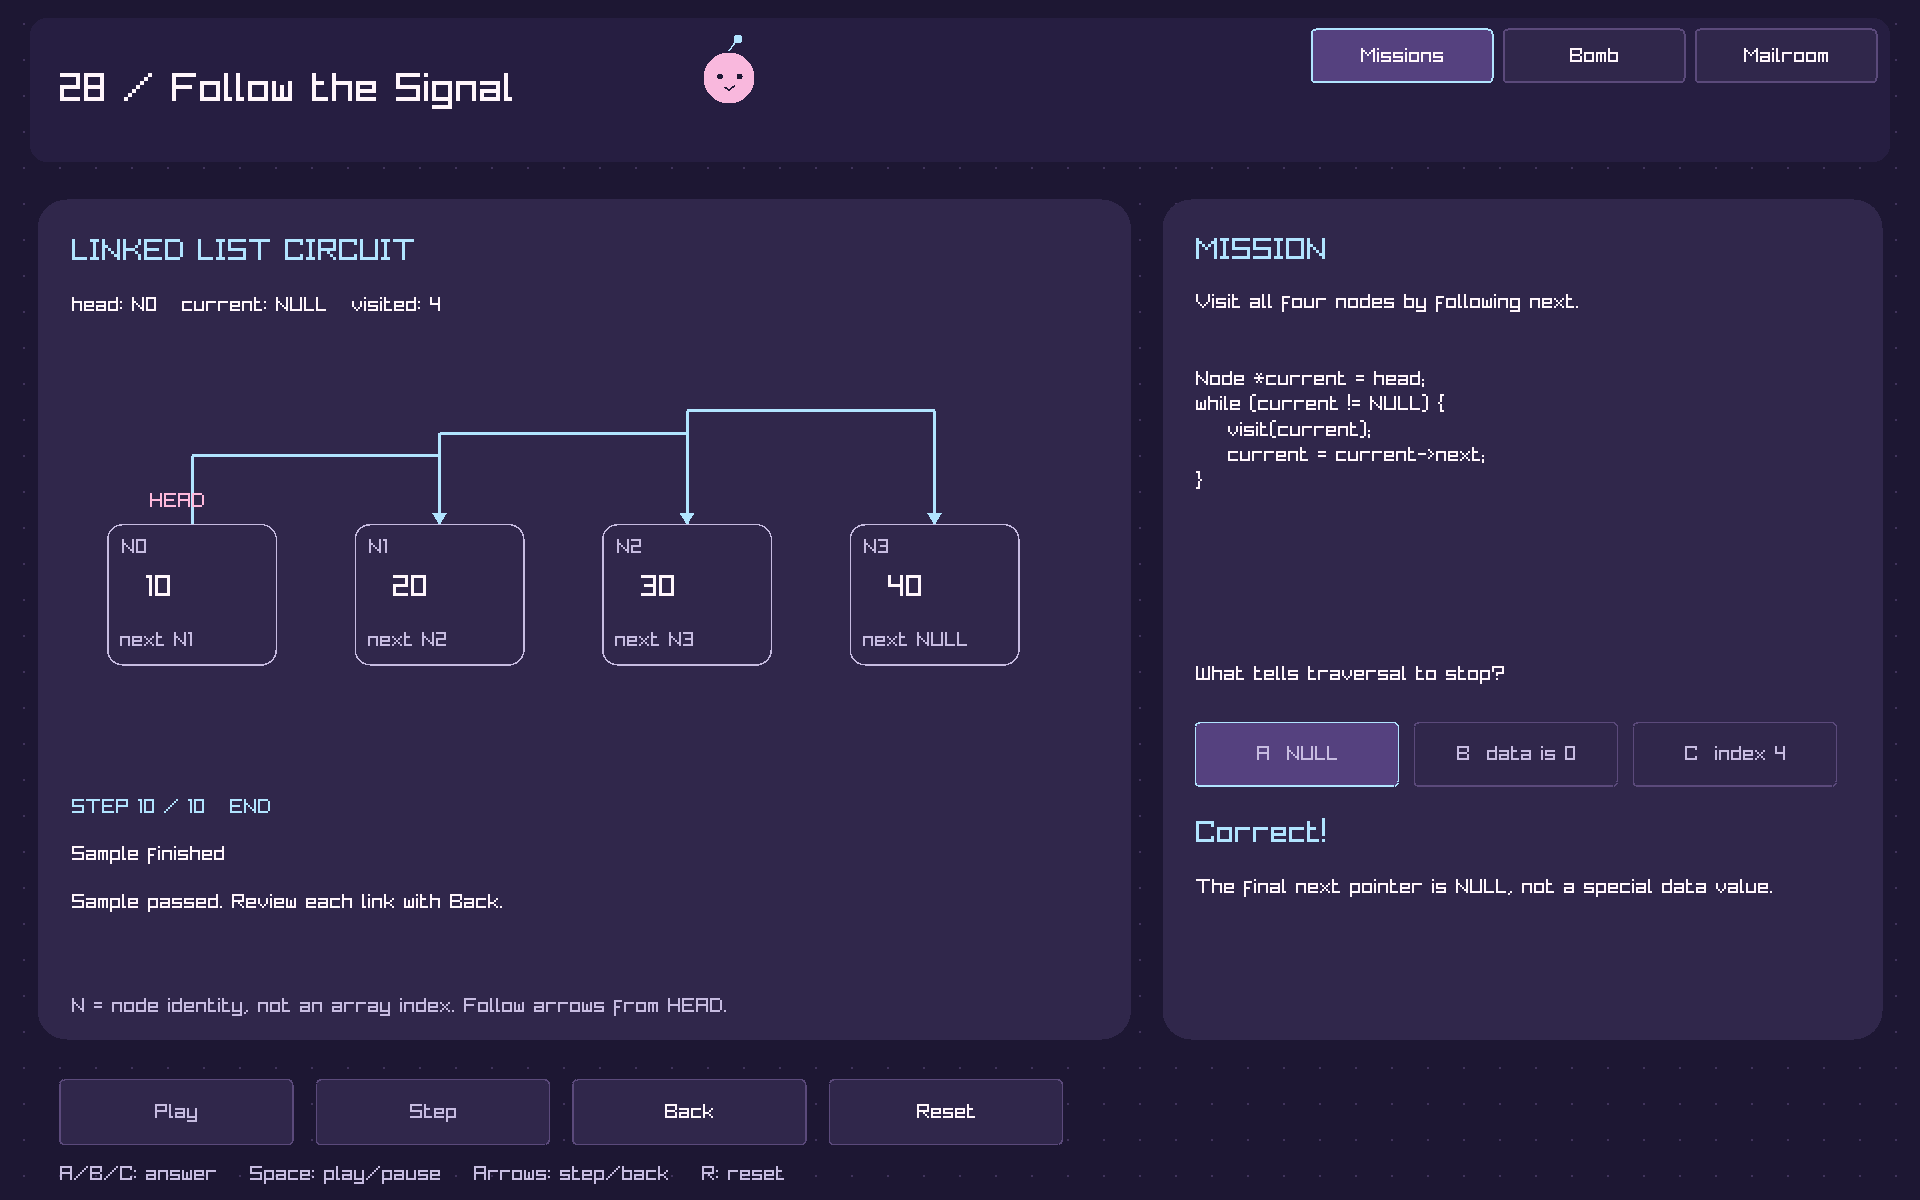 28 / Follow the Signal
Missions
Bomb
Mailroom
LINKED LIST CIRCUIT
head: N0   current: NULL   visited: 4
HEAD
N0
10
next N1
N1
20
next N2
N2
30
next N3
N3
40
next NULL
STEP 10 / 10   END
Sample finished
Sample passed. Review each link with Back.
N = node identity, not an array index. Follow arrows from HEAD.
MISSION
Visit all four nodes by following next.
Node *current = head;
while (current != NULL) {
    visit(current);
    current = current->next;
}
What tells traversal to stop?
A  NULL
B  data is 0
C  index 4
Correct!
The final next pointer is NULL, not a special data value.
Play
Step
Back
Reset
A/B/C: answer    Space: play/pause    Arrows: step/back    R: reset